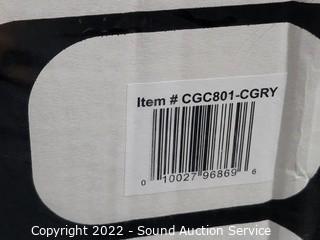 Item # CGC801-CGRY
0 10027 96869 6
Copyright 2022 - Sound Auction Service